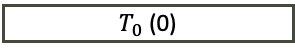 T₀ (0)